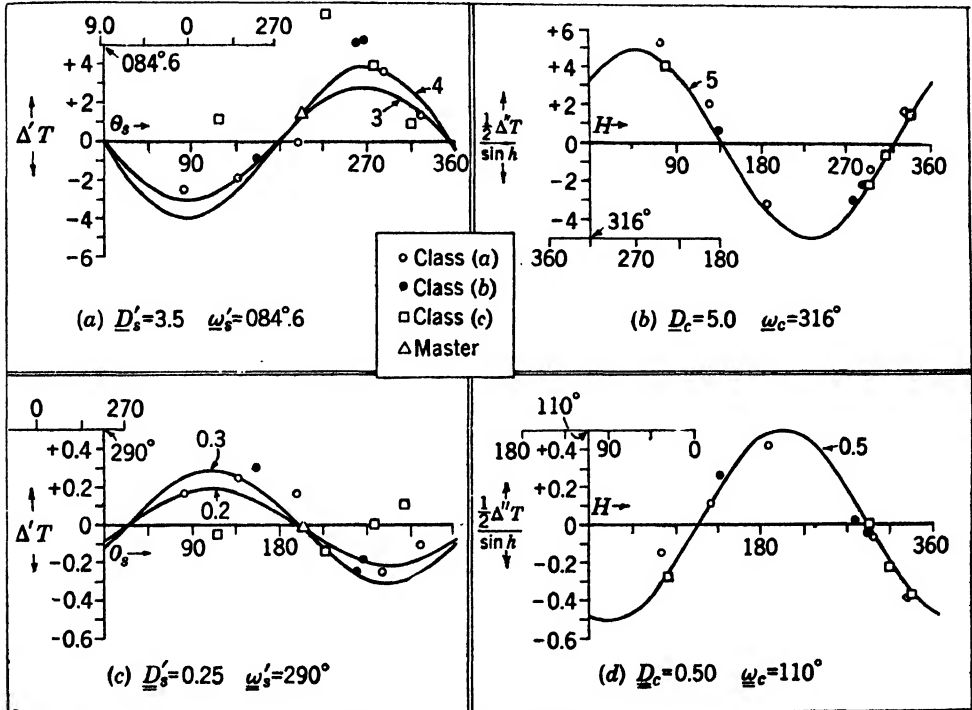 9.0 0 270
084°.6
+4
+2
0
-2
-4
-6
Δ′T
θs
90 180 270 360
4
3
(a) D′s=3.5 ω′s=084°.6
+6
+4
+2
0
-2
-4
½Δ″T
sin h
H
5
90 180 270 360
316°
360 270 180
(b) Dc=5.0 ωc=316°
Class (a)
Class (b)
Class (c)
Master
0 270
290°
+0.4
+0.2
0
-0.2
-0.4
-0.6
Δ′T
0s
0.3
0.2
90 180
(c) D′s=0.25 ω′s=290°
110°
180 90 0
+0.4
+0.2
0
-0.2
-0.4
-0.6
½Δ″T
sin h
H
0.5
180 360
(d) Dc=0.50 ωc=110°